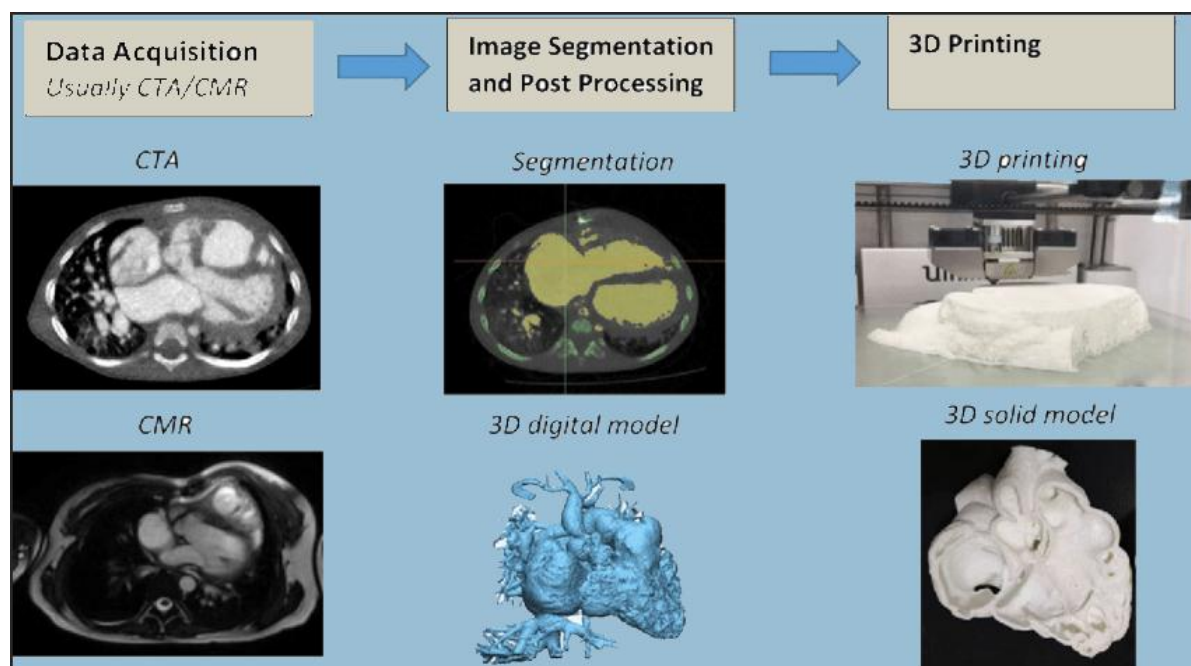 Data Acquisition
Usually CTA/CMR
Image Segmentation
and Post Processing
3D Printing
CTA
Segmentation
3D printing
CMR
3D digital model
3D solid model